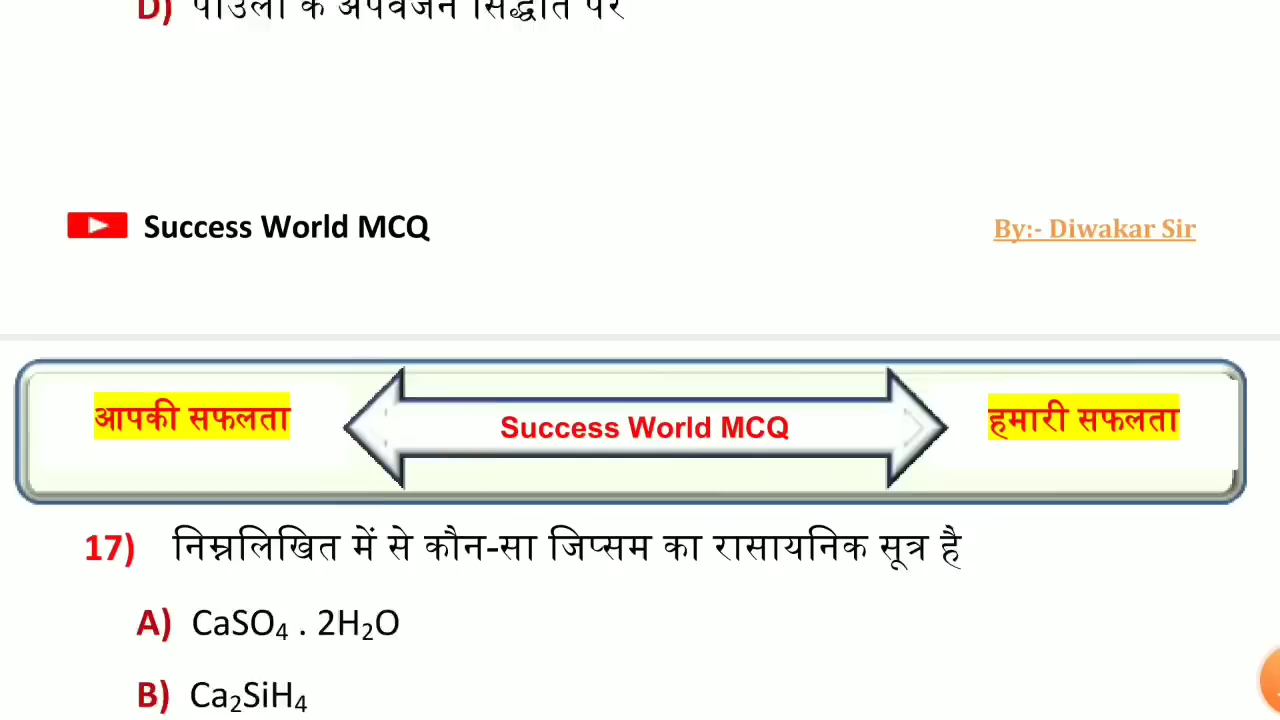 D) पाउली के अपवर्जन सिद्धांत पर
Success World MCQ
By:- Diwakar Sir
आपकी सफलता
Success World MCQ
हमारी सफलता
17) निम्नलिखित में से कौन-सा जिप्सम का रासायनिक सूत्र है
A) CaSO₄ . 2H₂O
B) Ca₂SiH₄